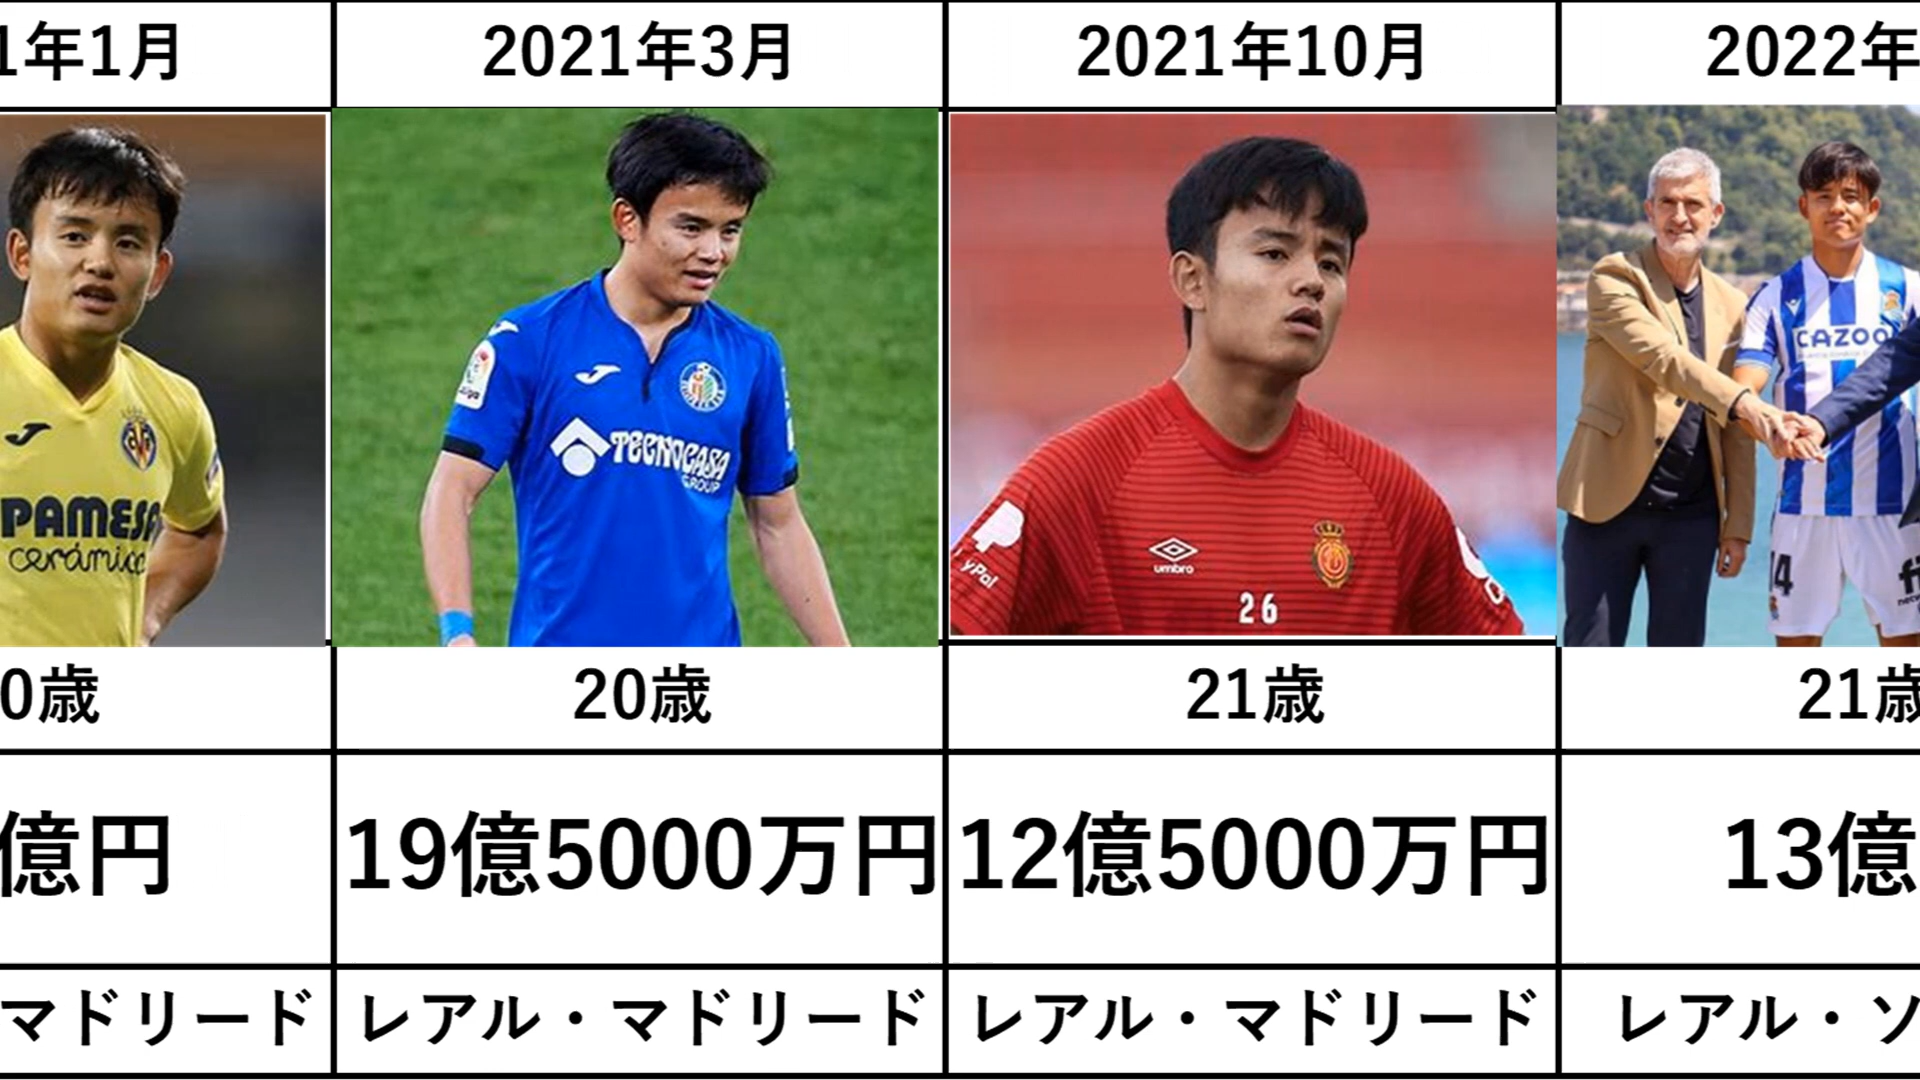 1年1月
2021年3月
2021年10月
2022年
PAMESA
cerámica
TECNOCASA
GROUP
umbro
26
yPal
CAZOO
14
0歳
20歳
21歳
21歳
億円
19億5000万円
12億5000万円
13億
マドリード
レアル・マドリード
レアル・マドリード
レアル・ソ